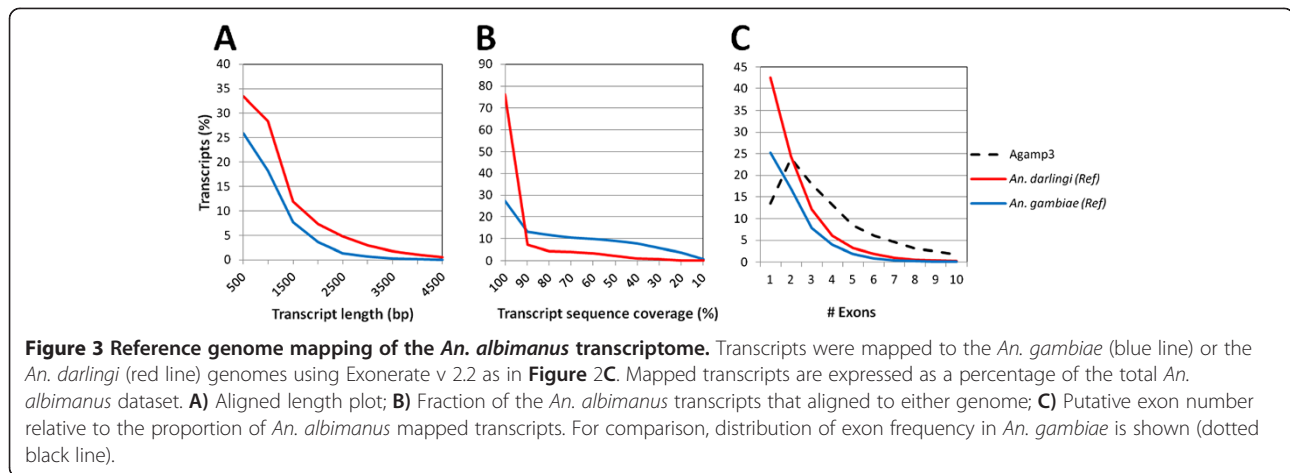 A
B
C
40
35
30
25
20
15
10
5
0
Transcripts (%)
500
1500
2500
3500
4500
Transcript length (bp)
90
80
70
60
50
40
30
20
10
0
100
90
80
70
60
50
40
30
20
10
Transcript sequence coverage (%)
45
40
35
30
25
20
15
10
5
0
1 2 3 4 5 6 7 8 9 10
# Exons
Agamp3
An. darlingi (Ref)
An. gambiae (Ref)
Figure 3 Reference genome mapping of the An. albimanus transcriptome. Transcripts were mapped to the An. gambiae (blue line) or the
An. darlingi (red line) genomes using Exonerate v 2.2 as in Figure 2C. Mapped transcripts are expressed as a percentage of the total An.
albimanus dataset. A) Aligned length plot; B) Fraction of the An. albimanus transcripts that aligned to either genome; C) Putative exon number
relative to the proportion of An. albimanus mapped transcripts. For comparison, distribution of exon frequency in An. gambiae is shown (dotted
black line).